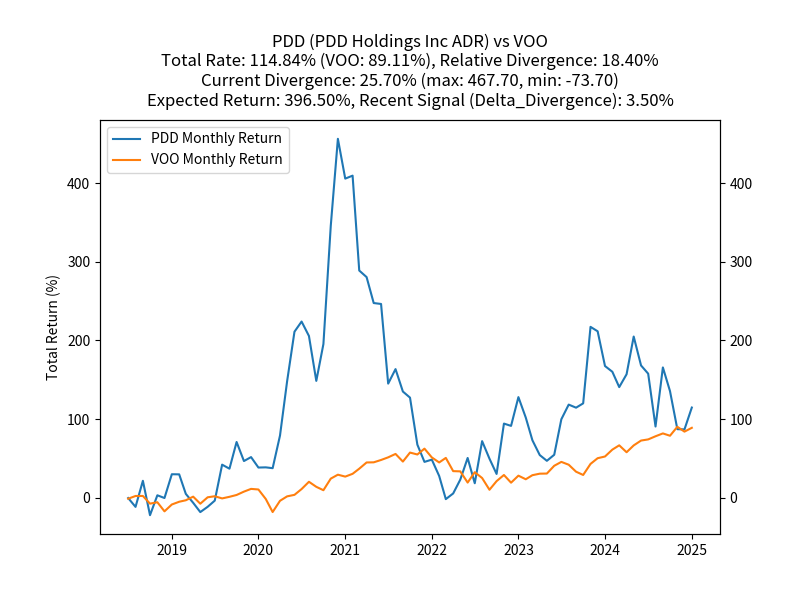 PDD (PDD Holdings Inc ADR) vs VOO
Total Rate: 114.84% (VOO: 89.11%), Relative Divergence: 18.40%
Current Divergence: 25.70% (max: 467.70, min: -73.70)
Expected Return: 396.50%, Recent Signal (Delta_Divergence): 3.50%
PDD Monthly Return
VOO Monthly Return
Total Return (%)
400
300
200
100
0
400
300
200
100
0
2019 2020 2021 2022 2023 2024 2025